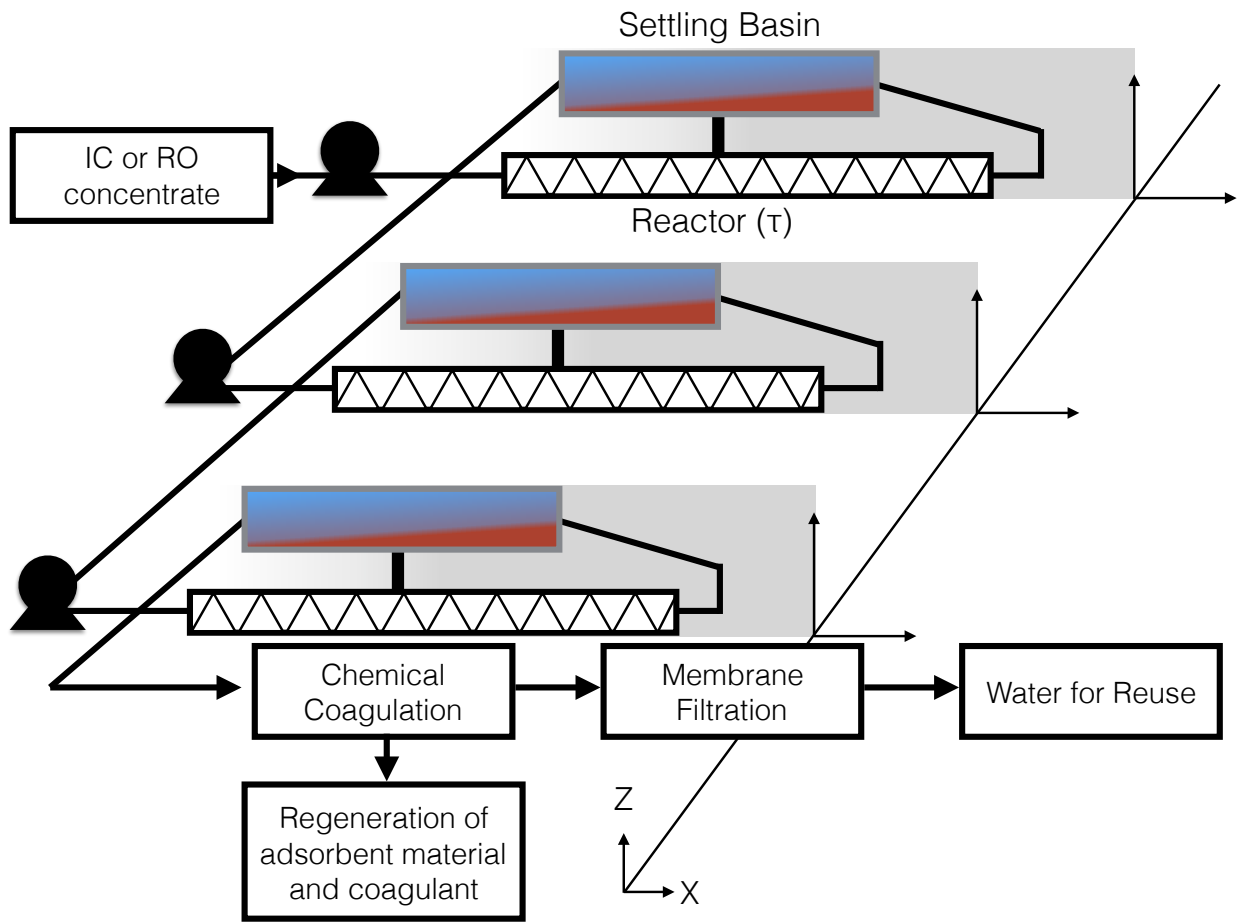 Settling Basin
IC or RO
concentrate
Reactor (τ)
Chemical
Coagulation
Membrane
Filtration
Water for Reuse
Regeneration of
adsorbent material
and coagulant
Z
X